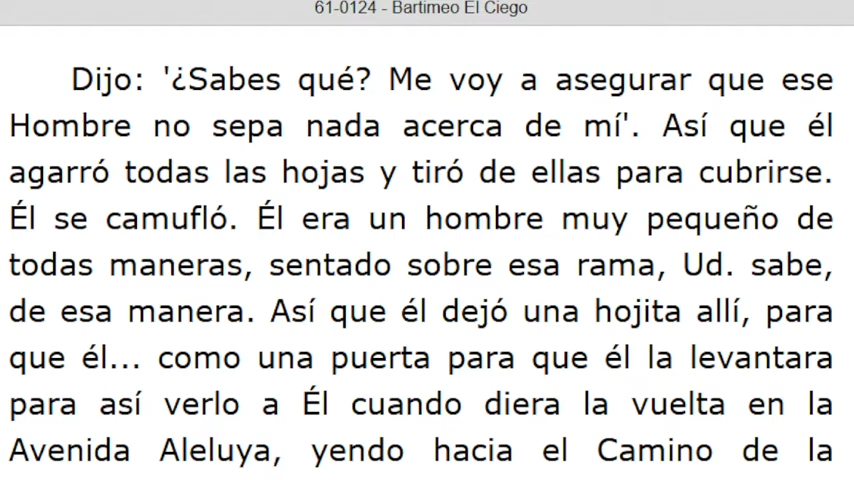 61-0124 - Bartimeo El Ciego
Dijo: '¿Sabes qué? Me voy a asegurar que ese
Hombre no sepa nada acerca de mí'. Así que él
agarró todas las hojas y tiró de ellas para cubrirse.
Él se camufló. Él era un hombre muy pequeño de
todas maneras, sentado sobre esa rama, Ud. sabe,
de esa manera. Así que él dejó una hojita allí, para
que él... como una puerta para que él la levantara
para así verlo a Él cuando diera la vuelta en la
Avenida Aleluya, yendo hacia el Camino de la